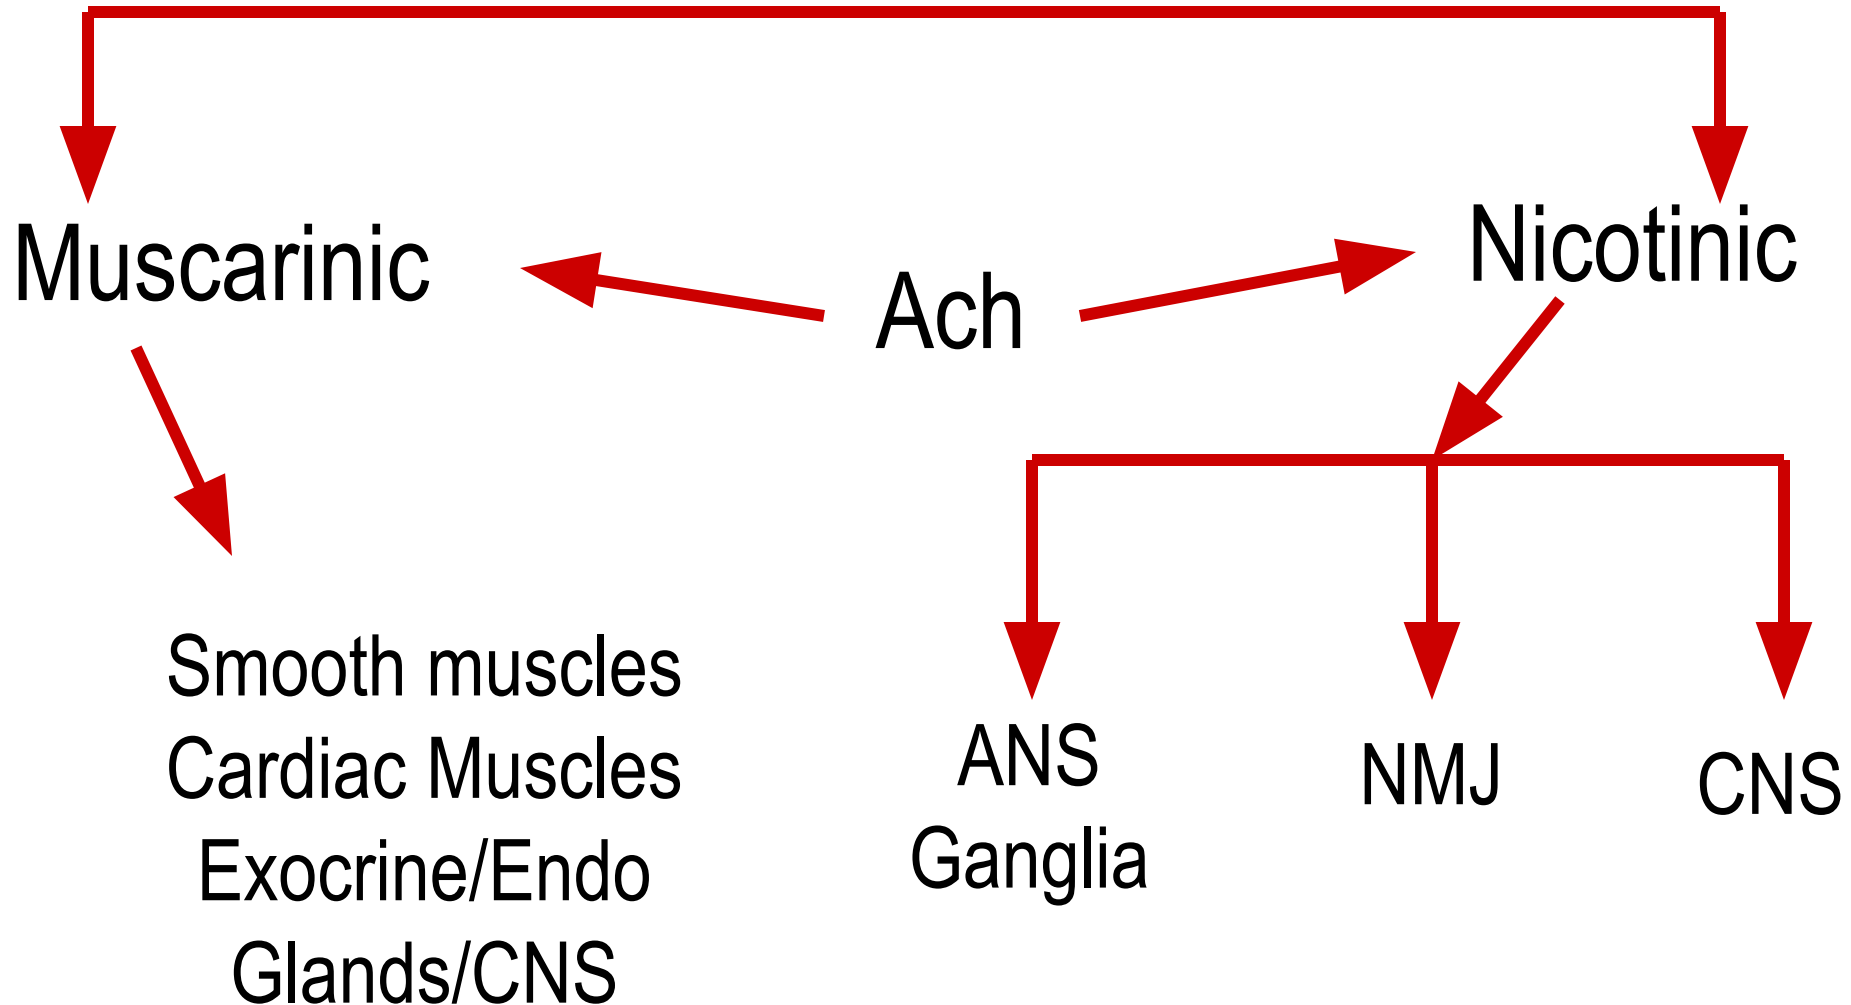 Muscarinic
Ach
Nicotinic
Smooth muscles
Cardiac Muscles
Exocrine/Endo
Glands/CNS
ANS
Ganglia
NMJ
CNS